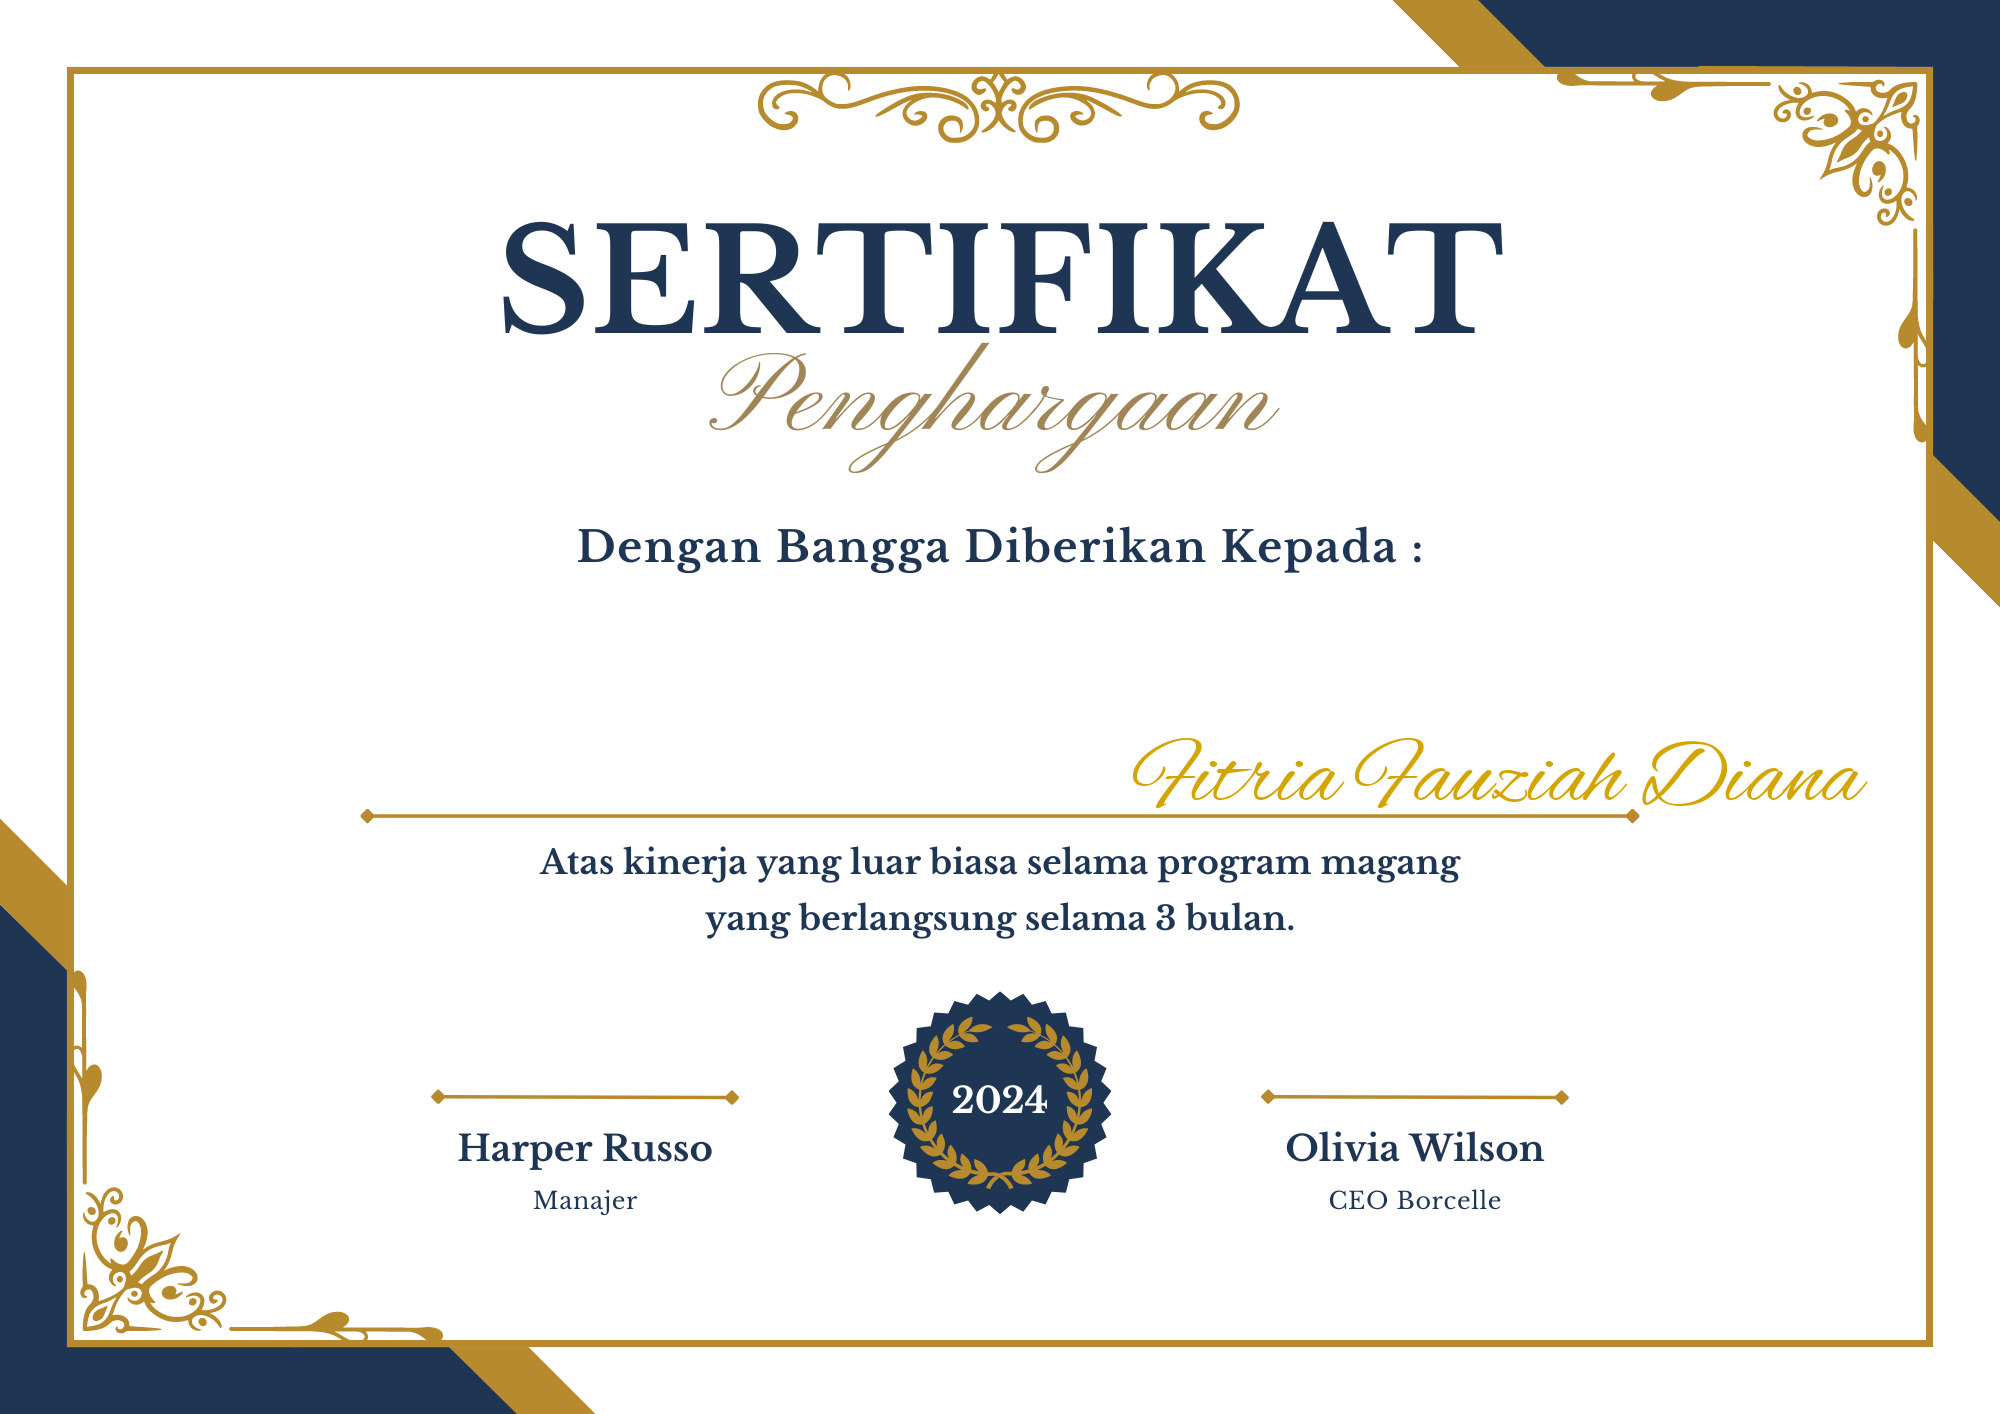 SERTIFIKAT
Penghargaan
Dengan Bangga Diberikan Kepada :
Fitria Fauziah Diana
Atas kinerja yang luar biasa selama program magang
yang berlangsung selama 3 bulan.
2024
Harper Russo
Manajer
Olivia Wilson
CEO Borcelle